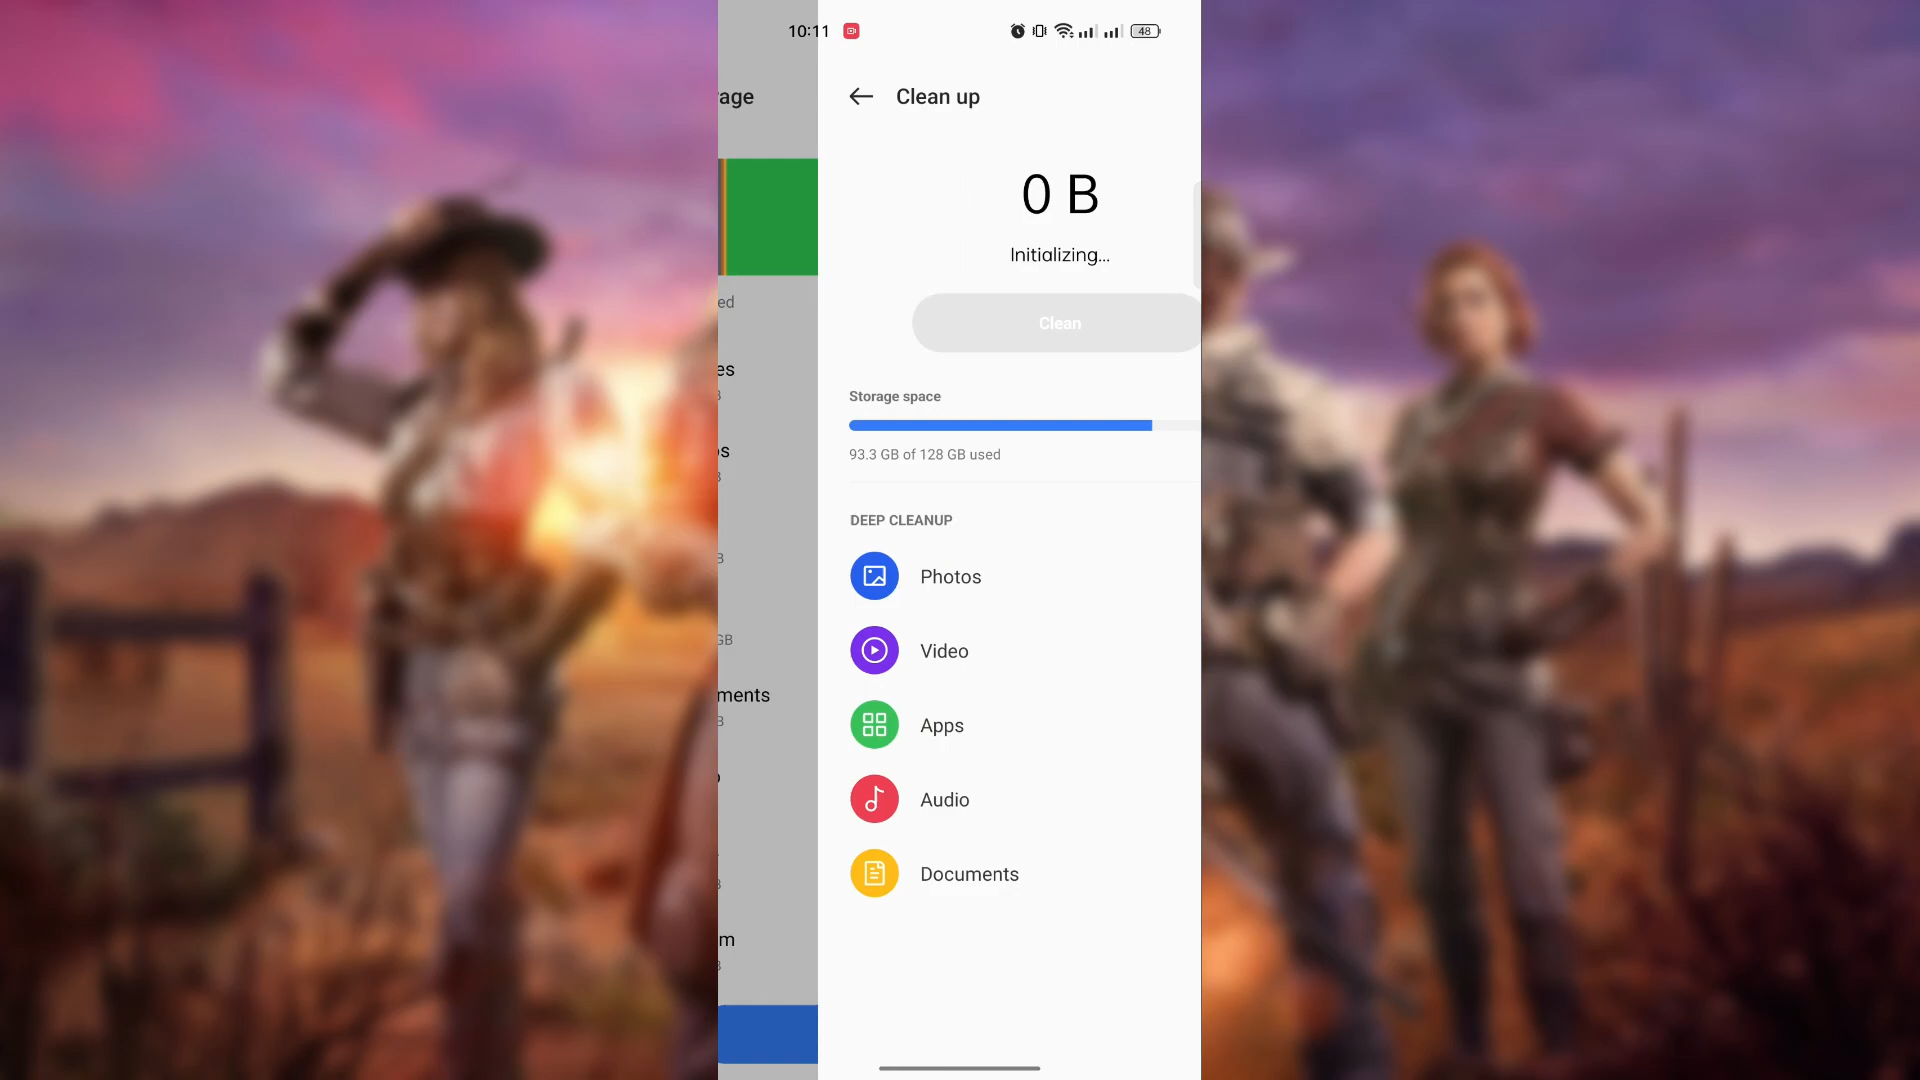 10:11
48
Clean up
0 B
Initializing...
Clean
Storage space
93.3 GB of 128 GB used
DEEP CLEANUP
Photos
Video
Apps
Audio
Documents
age
ed
es
s
GB
ments
m